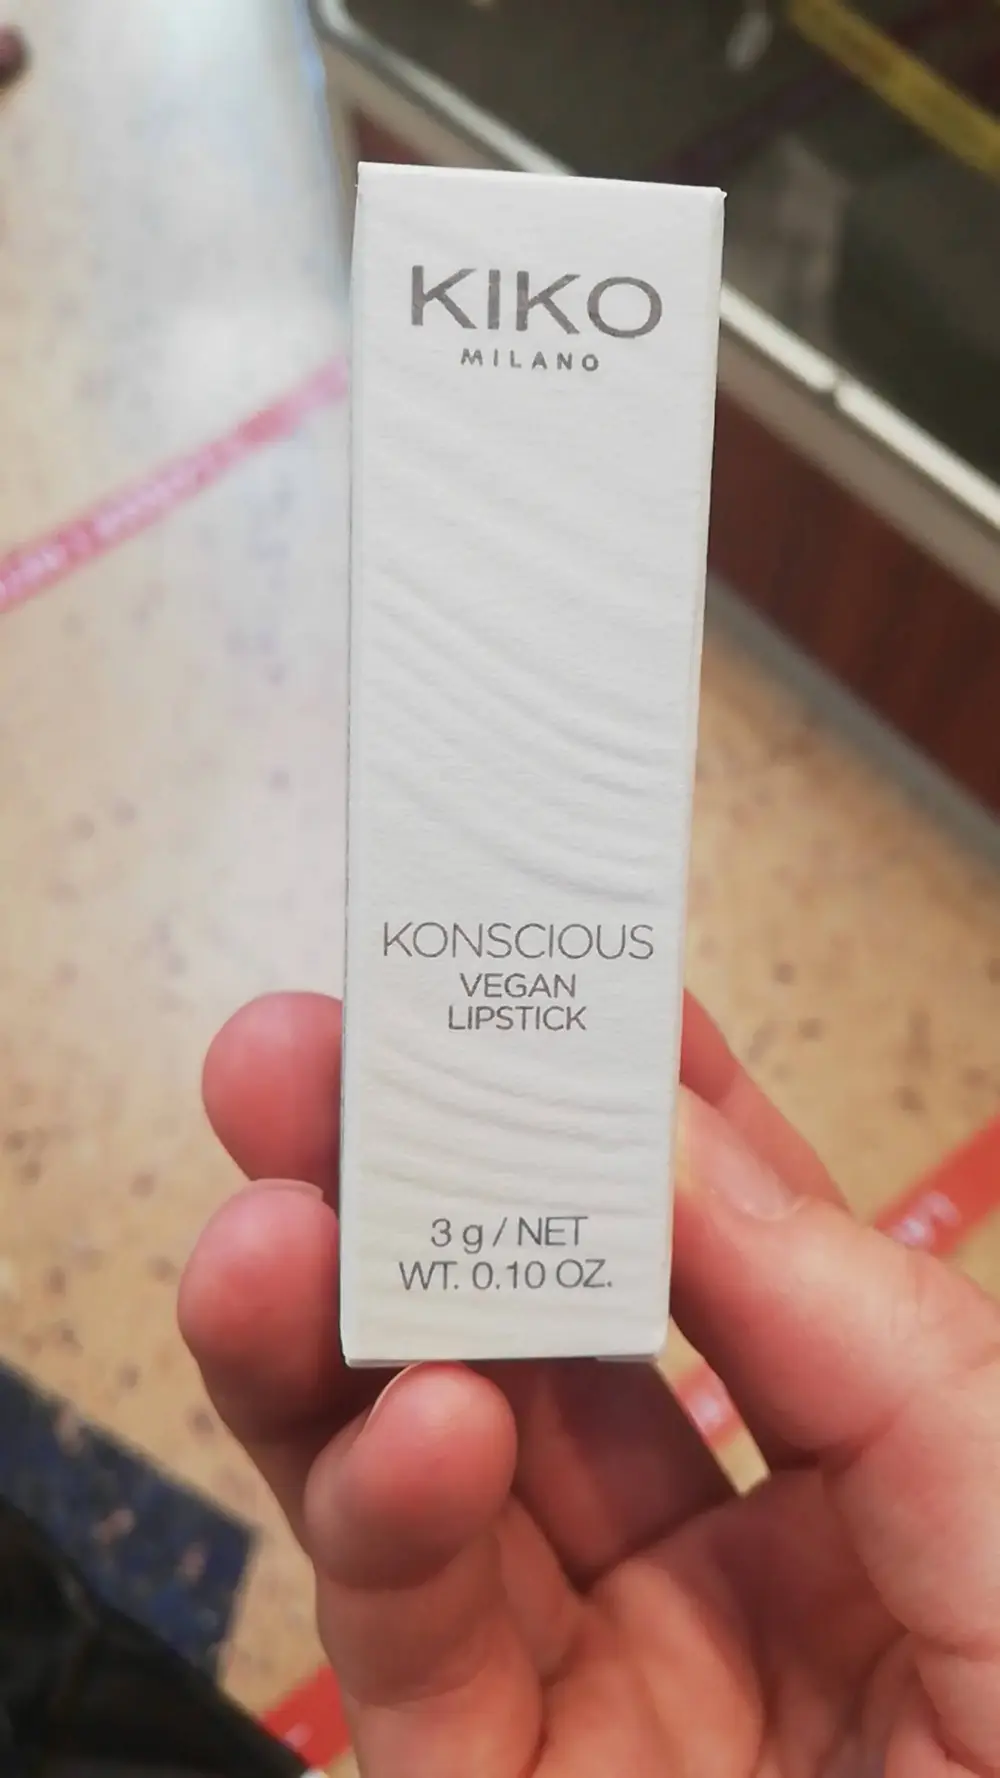 KIKO
MILANO
KONSCIOUS
VEGAN
LIPSTICK
3 g / NET
WT. 0.10 OZ.